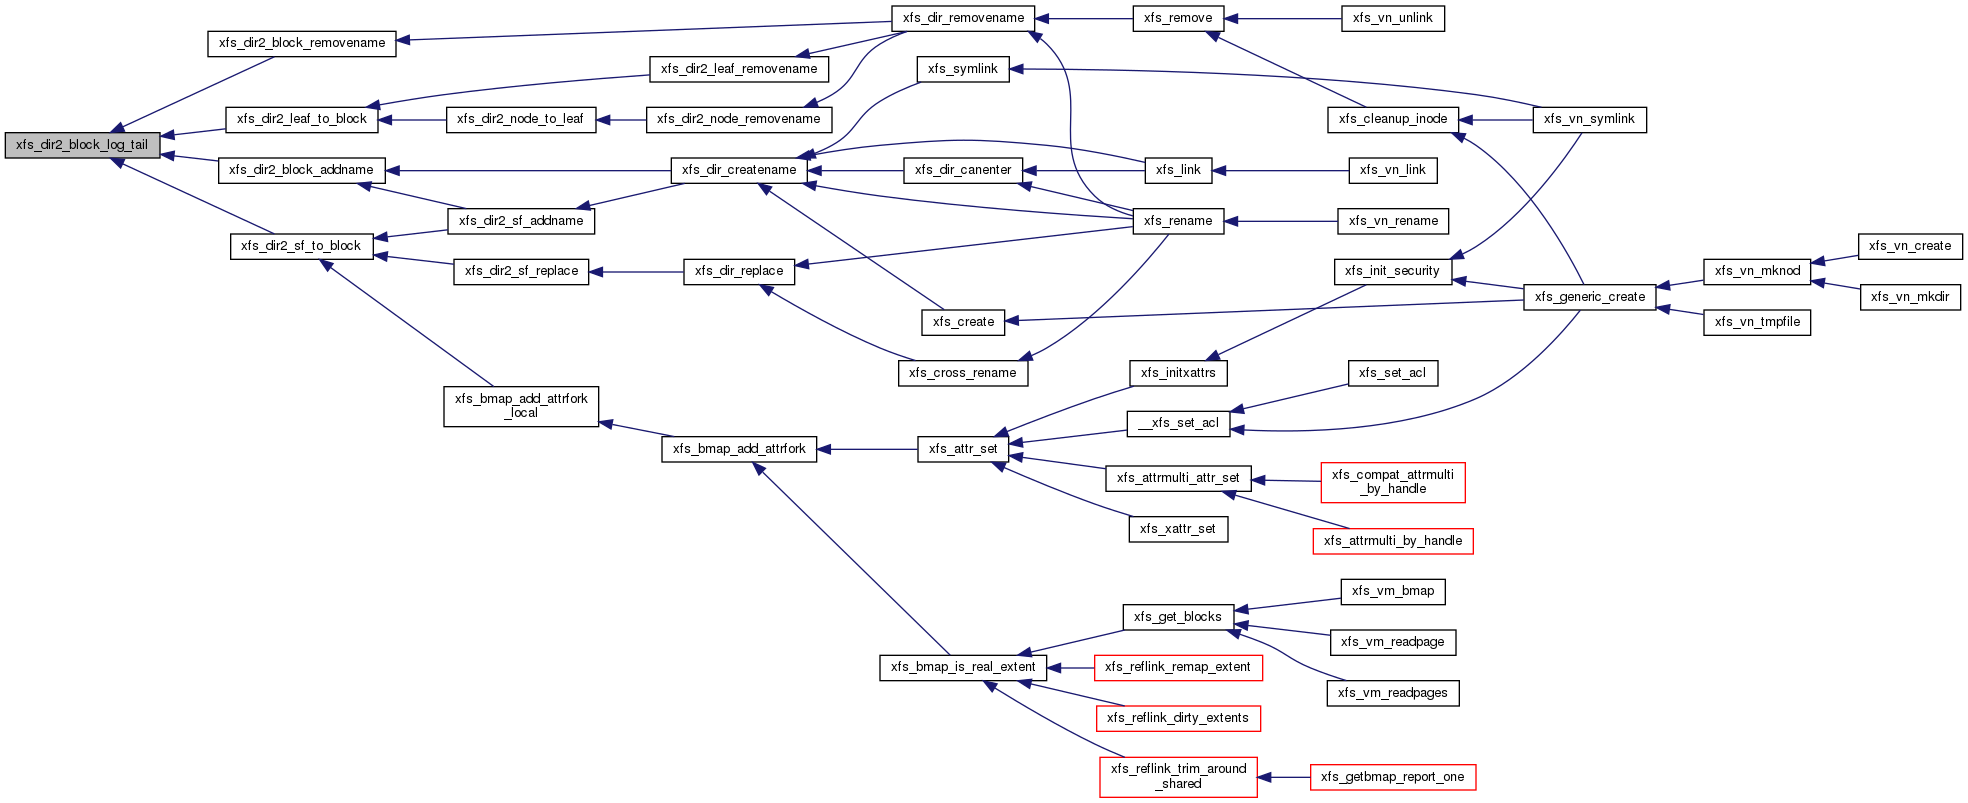 xfs_dir2_block_log_tail
xfs_dir2_block_removename
xfs_dir2_leaf_to_block
xfs_dir2_block_addname
xfs_dir2_sf_to_block
xfs_dir2_node_to_leaf
xfs_dir2_sf_addname
xfs_dir2_sf_replace
xfs_bmap_add_attrfork
_local
xfs_dir2_leaf_removename
xfs_dir2_node_removename
xfs_dir_createname
xfs_dir_replace
xfs_bmap_add_attrfork
xfs_dir_removename
xfs_symlink
xfs_dir_canenter
xfs_create
xfs_cross_rename
xfs_attr_set
xfs_bmap_is_real_extent
xfs_remove
xfs_link
xfs_rename
xfs_initxattrs
__xfs_set_acl
xfs_attrmulti_attr_set
xfs_xattr_set
xfs_get_blocks
xfs_reflink_remap_extent
xfs_reflink_dirty_extents
xfs_reflink_trim_around
_shared
xfs_vn_unlink
xfs_cleanup_inode
xfs_vn_link
xfs_vn_rename
xfs_init_security
xfs_set_acl
xfs_compat_attrmulti
_by_handle
xfs_attrmulti_by_handle
xfs_vm_bmap
xfs_vm_readpage
xfs_vm_readpages
xfs_getbmap_report_one
xfs_vn_symlink
xfs_generic_create
xfs_vn_mknod
xfs_vn_tmpfile
xfs_vn_create
xfs_vn_mkdir